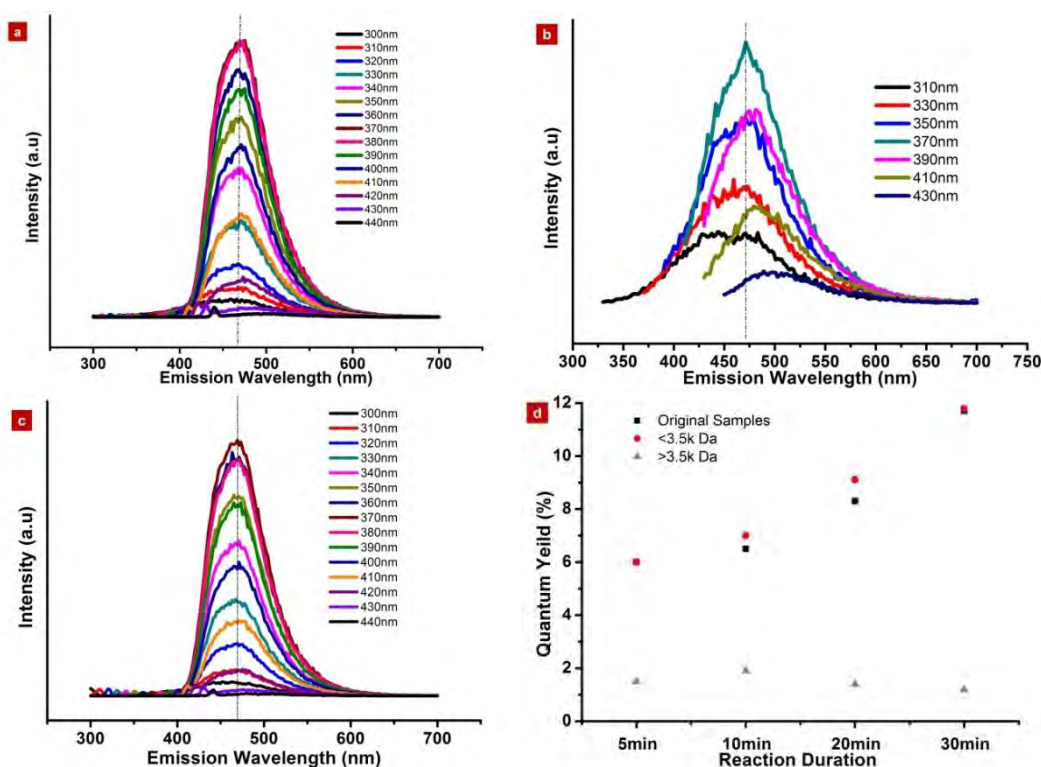 a
300nm
310nm
320nm
330nm
340nm
350nm
360nm
370nm
380nm
390nm
400nm
410nm
420nm
430nm
440nm
Intensity (a.u)
300 400 500 600 700
Emission Wavelength (nm)
b
310nm
330nm
350nm
370nm
390nm
410nm
430nm
Intensity (a.u)
300 350 400 450 500 550 600 650 700 750
Emission Wavelength (nm)
c
300nm
310nm
320nm
330nm
340nm
350nm
360nm
370nm
380nm
390nm
400nm
410nm
420nm
430nm
440nm
Intensity (a.u)
300 400 500 600 700
Emission Wavelength (nm)
d
Original Samples
<3.5k Da
>3.5k Da
Quantum Yeild (%)
12
10
8
6
4
2
0
5min 10min 20min 30min
Reaction Duration